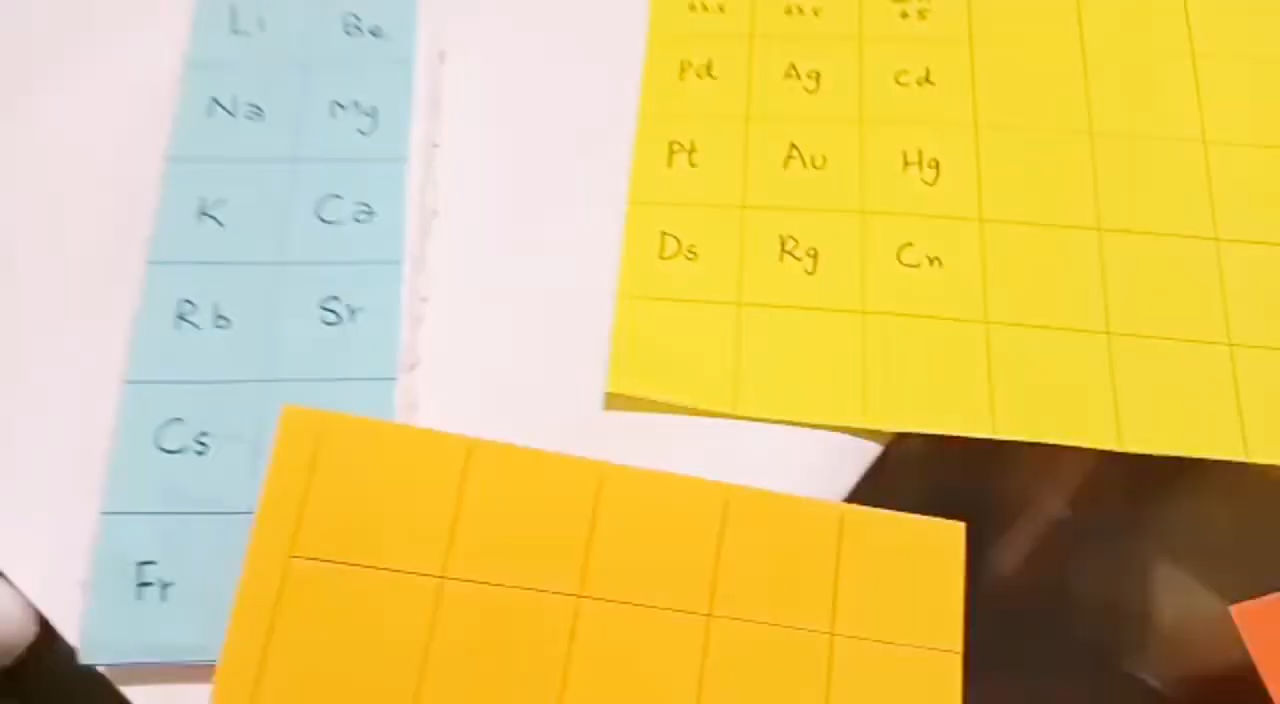 Li Be
Na Mg
K Ca
Rb Sr
Cs
Fr
Pd Ag Cd
Pt Au Hg
Ds Rg Cn